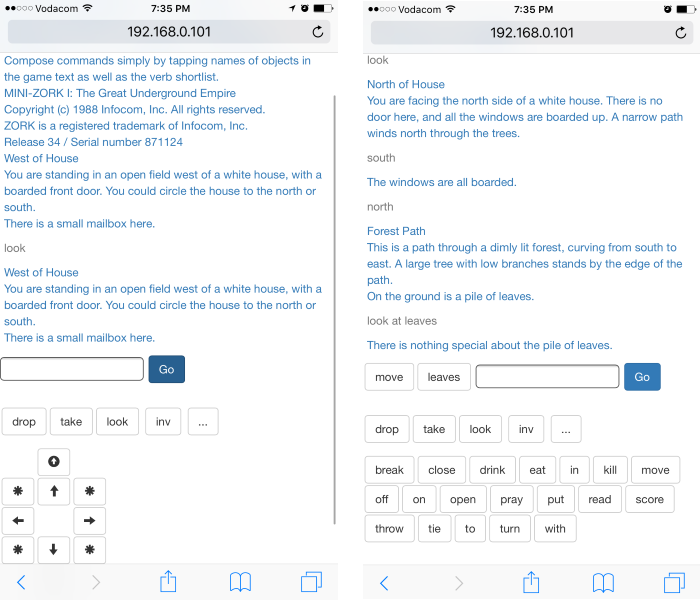 Vodacom 7:35 PM
192.168.0.101
Compose commands simply by tapping names of objects in
the game text as well as the verb shortlist.
MINI-ZORK I: The Great Underground Empire
Copyright (c) 1988 Infocom, Inc. All rights reserved.
ZORK is a registered trademark of Infocom, Inc.
Release 34 / Serial number 871124
West of House
You are standing in an open field west of a white house, with a
boarded front door. You could circle the house to the north or
south.
There is a small mailbox here.
look
West of House
You are standing in an open field west of a white house, with a
boarded front door. You could circle the house to the north or
south.
There is a small mailbox here.
Go
drop take look inv ...
Vodacom 7:35 PM
192.168.0.101
look
North of House
You are facing the north side of a white house. There is no
door here, and all the windows are boarded up. A narrow path
winds north through the trees.
south
The windows are all boarded.
north
Forest Path
This is a path through a dimly lit forest, curving from south to
east. A large tree with low branches stands by the edge of the
path.
On the ground is a pile of leaves.
look at leaves
There is nothing special about the pile of leaves.
move leaves Go
drop take look inv ...
break close drink eat in kill move
off on open pray put read score
throw tie to turn with